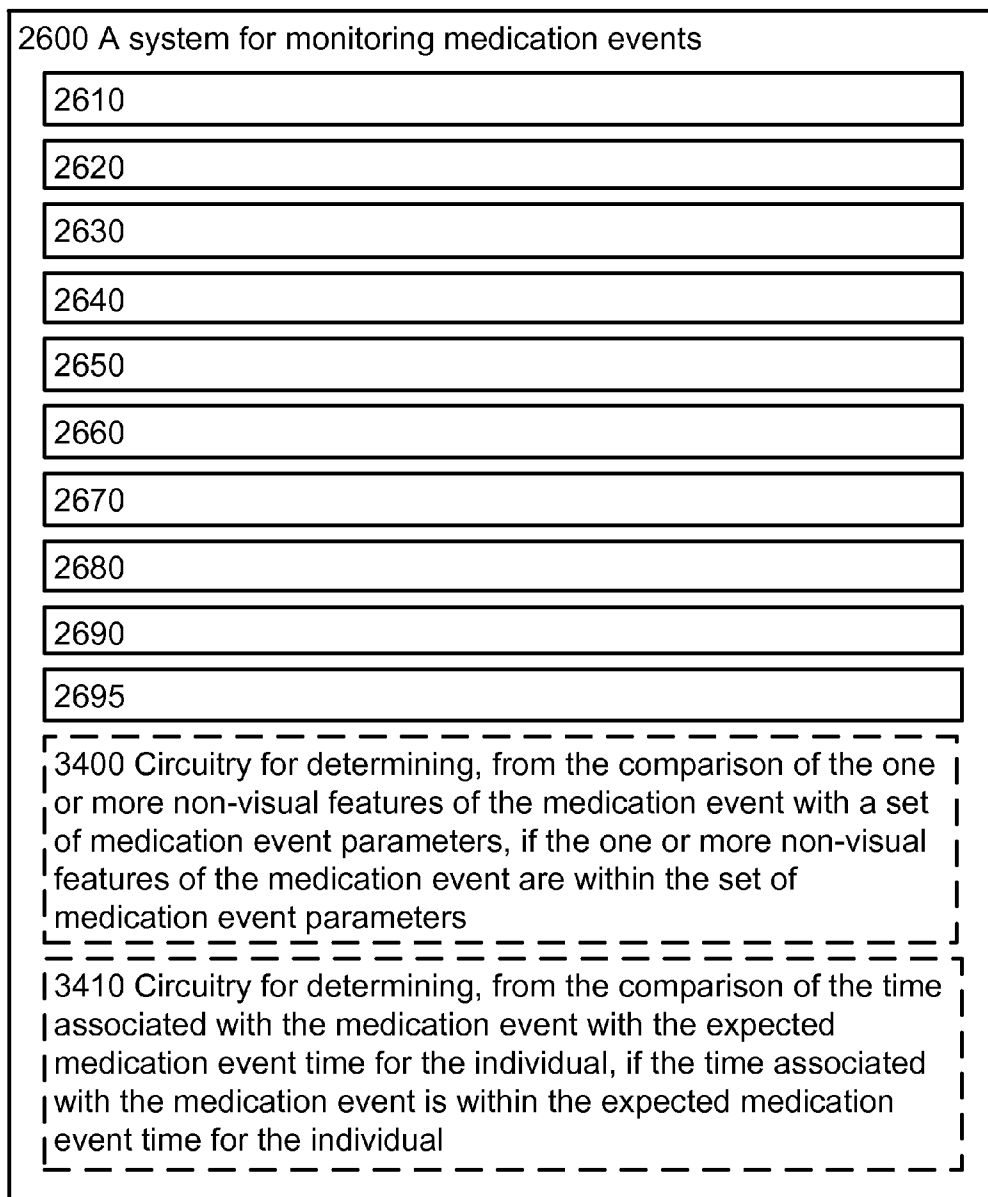 2600 A system for monitoring medication events
2610
2620
2630
2640
2650
2660
2670
2680
2690
2695
3400 Circuitry for determining, from the comparison of the one
or more non-visual features of the medication event with a set
of medication event parameters, if the one or more non-visual
features of the medication event are within the set of
medication event parameters
3410 Circuitry for determining, from the comparison of the time
associated with the medication event with the expected
medication event time for the individual, if the time associated
with the medication event is within the expected medication
event time for the individual